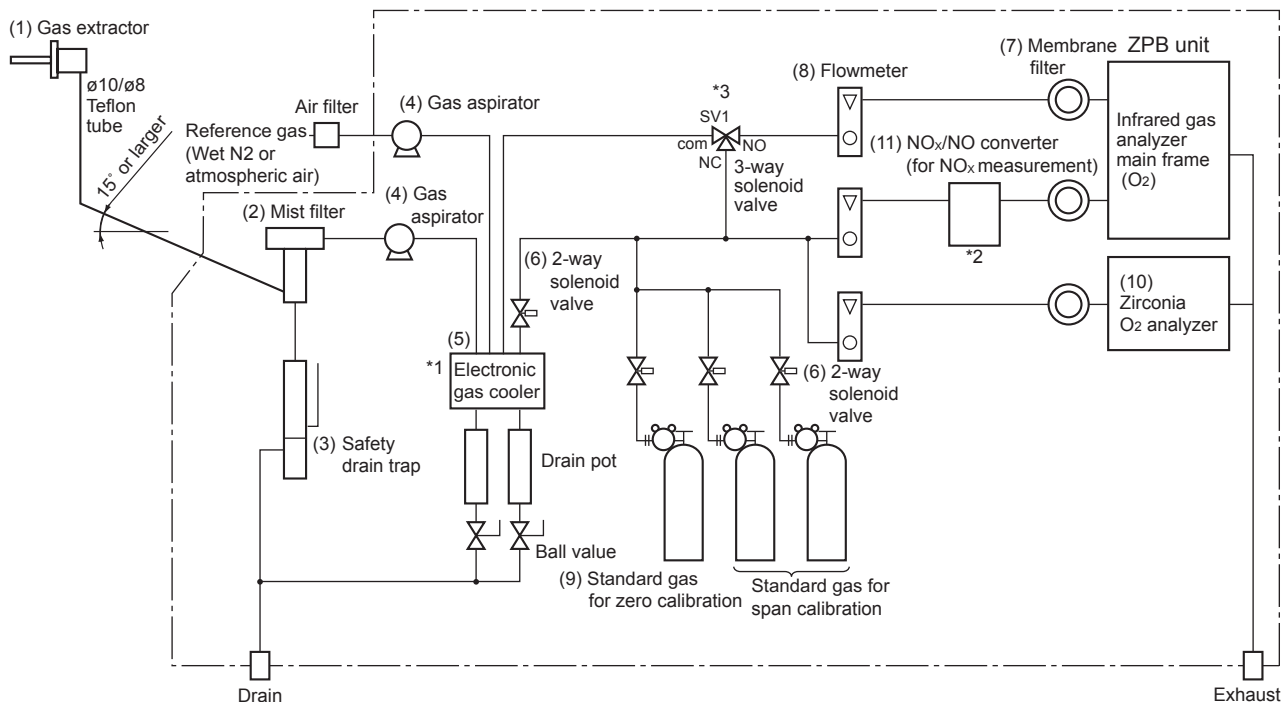 (1) Gas extractor
ø10/ø8
Teflon
tube
15° or larger
Air filter
Reference gas
(Wet N2 or
atmospheric air)
(4) Gas aspirator
(2) Mist filter
(4) Gas
aspirator
(3) Safety
drain trap
(5)
*1
Electronic
gas cooler
(6) 2-way
solenoid
valve
Drain pot
Ball value
*3
SV1
com
NO
NC
3-way
solenoid
valve
(8) Flowmeter
(7) Membrane
filter
ZPB unit
(11) NOx/NO converter
(for NOx measurement)
*2
Infrared gas
analyzer
main frame
(O2)
(10)
Zirconia
O2 analyzer
(6) 2-way
solenoid
valve
(9) Standard gas
for zero calibration
Standard gas for
span calibration
Drain
Exhaust